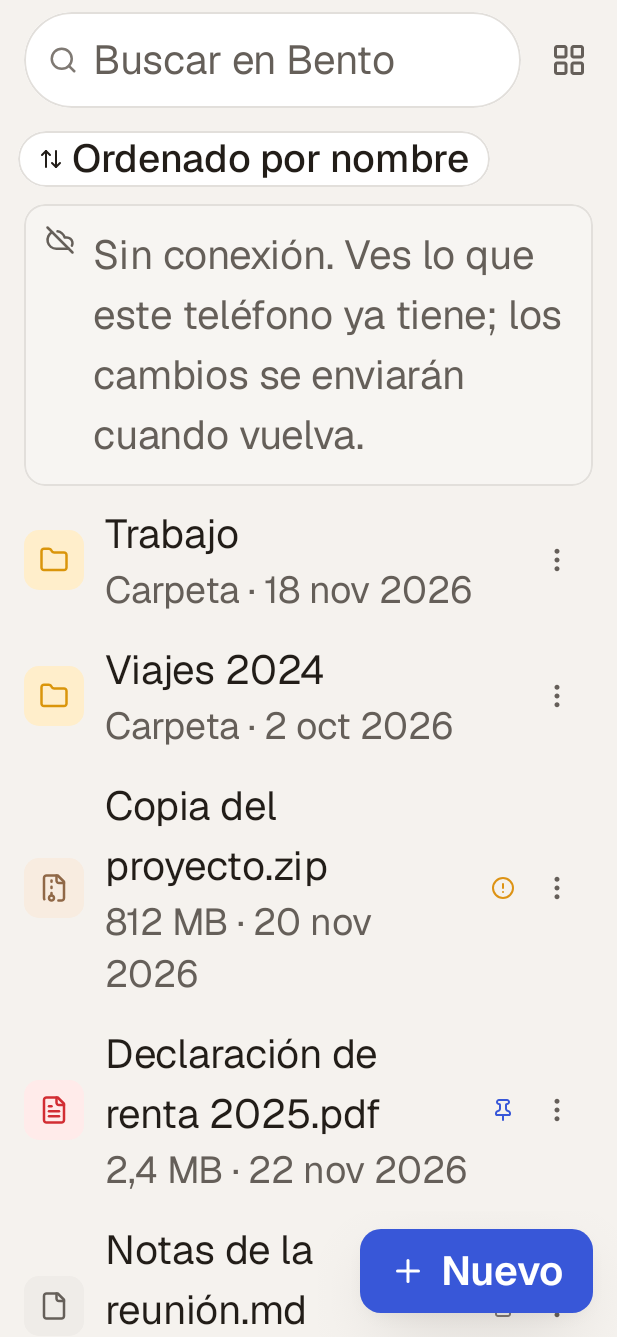 Buscar en Bento
Ordenado por nombre
Sin conexión. Ves lo que
este teléfono ya tiene; los
cambios se enviarán
cuando vuelva.
Trabajo
Carpeta · 18 nov 2026
Viajes 2024
Carpeta · 2 oct 2026
Copia del
proyecto.zip
812 MB · 20 nov
2026
Declaración de
renta 2025.pdf
2,4 MB · 22 nov 2026
Notas de la
reunión.md
Nuevo